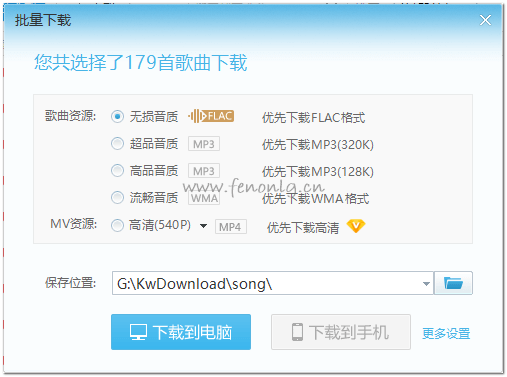 批量下载
您共选择了179首歌曲下载
歌曲资源: 无损音质 FLAC 优先下载FLAC格式
超品音质 MP3 优先下载MP3(320K)
高品音质 MP3 优先下载MP3(128K)
www.fenonlq.cn
流畅音质 WMA 优先下载WMA格式
MV资源: 高清(540P) MP4 优先下载高清
保存位置: G:\KwDownload\song\
下载到电脑 下载到手机 更多设置